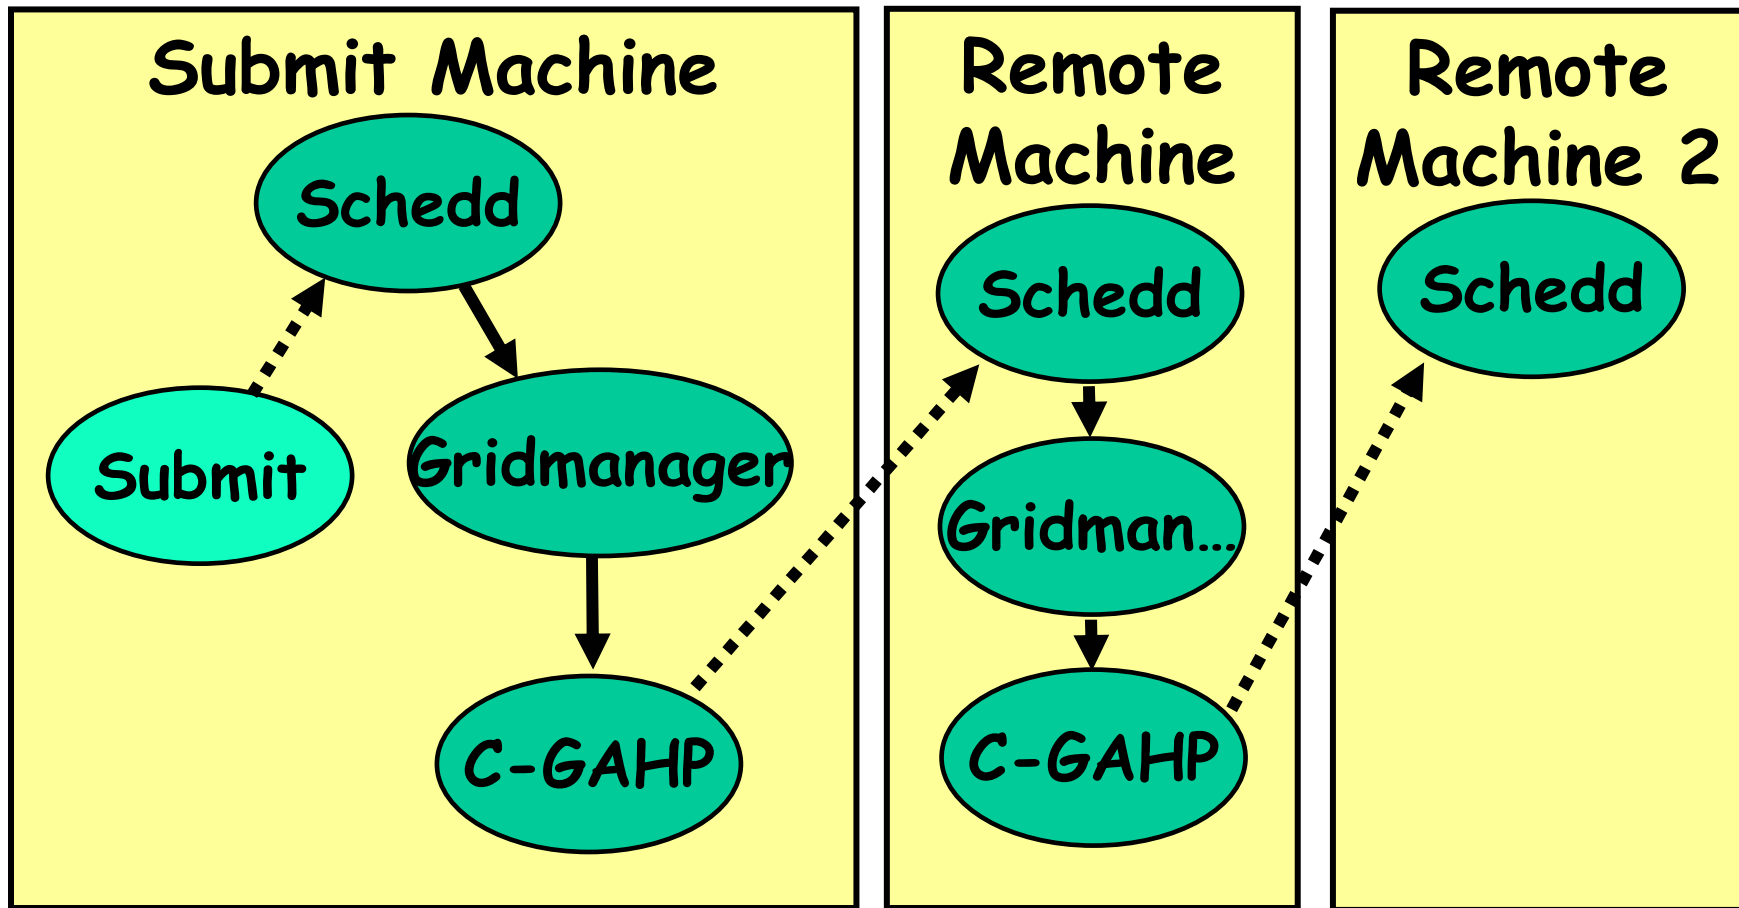 Submit Machine
Schedd
Submit
Gridmanager
C-GAHP
Remote
Machine
Schedd
Gridman...
C-GAHP
Remote
Machine 2
Schedd